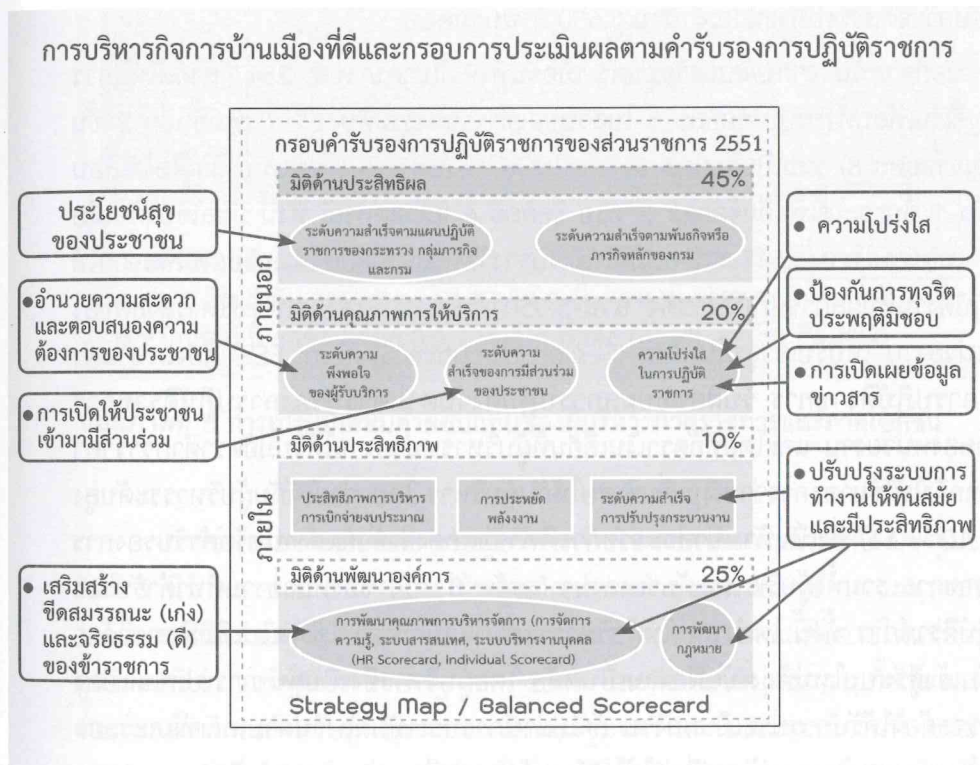 การบริหารกิจการบ้านเมืองที่ดีและกรอบการประเมินผลตามคำรับรองการปฏิบัติราชการ
กรอบคำรับรองการปฏิบัติราชการของส่วนราชการ 2551
มิติด้านประสิทธิผล 45%
ประโยชน์สุข
ของประชาชน
ภายนอก
ระดับความสำเร็จตามแผนปฏิบัติ
ราชการของกระทรวง กลุ่มภารกิจ
และกรม
ระดับความสำเร็จตามพันธกิจหรือ
ภารกิจหลักของกรม
• ความโปร่งใส
• อำนวยความสะดวก
และตอบสนองความ
ต้องการของประชาชน
มิติด้านคุณภาพการให้บริการ 20%
• ป้องกันการทุจริต
ประพฤติมิชอบ
ระดับความ
พึงพอใจ
ของผู้รับบริการ
ระดับความ
สำเร็จของการมีส่วนร่วม
ของประชาชน
ความโปร่งใส
ในการปฏิบัติ
ราชการ
• การเปิดเผยข้อมูล
ข่าวสาร
• การเปิดให้ประชาชน
เข้ามามีส่วนร่วม
มิติด้านประสิทธิภาพ 10%
ภายใน
ประสิทธิภาพการบริหาร
การเบิกจ่ายงบประมาณ
การประหยัด
พลังงงาน
ระดับความสำเร็จ
การปรับปรุงกระบวนงาน
• ปรับปรุงระบบการ
ทำงานให้ทันสมัย
และมีประสิทธิภาพ
มิติด้านพัฒนาองค์การ 25%
• เสริมสร้าง
ขีดสมรรถนะ (เก่ง)
และจริยธรรม (ดี)
ของข้าราชการ
การพัฒนาคุณภาพการบริหารจัดการ (การจัดการ
ความรู้, ระบบสารสนเทศ, ระบบบริหารงานบุคคล
(HR Scorecard, Individual Scorecard)
การพัฒนา
กฎหมาย
Strategy Map / Balanced Scorecard